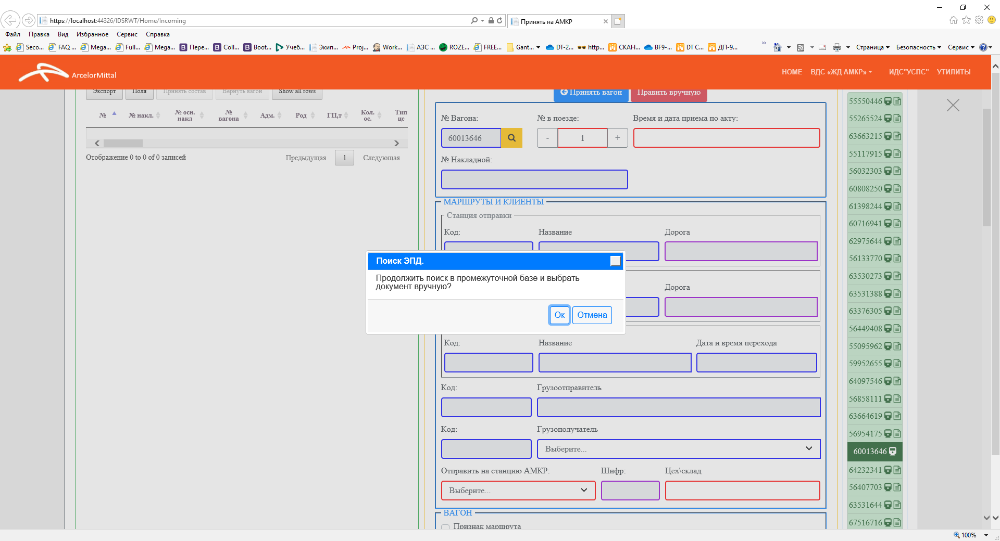 https://localhost:44326/IDSRWT/Home/Incoming
Принять на АМКР
Файл Правка Вид Избранное Сервис Справка
Seco... FAQ ... Mega... Full... Mega... Пере... Coll... Boot... Учеб... Экип... Proj... Work... АЗС ... ROZE... FREE... Gant... DT-2... http... СКАН... BF9-... DT C... ДП-9... » Страница Безопасность Сервис
ArcelorMittal
HOME ВДС «ЖД АМКР» ИДС"УСПС" УТИЛИТЫ
Экспорт Поля Принять состав Вернуть вагон Show all rows
Принять вагон Править вручную
№ № накл. № осн. накл № вагона Адм. Род ГП,т Кол. ос. Тип цс
Отображение 0 to 0 of 0 записей
Предыдущая 1 Следующая
№ Вагона: № в поезде: Время и дата приема по акту:
60013646 - 1 +
№ Накладной:
МАРШРУТЫ И КЛИЕНТЫ
Станция отправки
Код: Название Дорога
Поиск ЭПД.
Продолжить поиск в промежуточной базе и выбрать
документ вручную?
Ок Отмена
Дорога
Код: Название Дата и время перехода
Код: Грузоотправитель
Код: Грузополучатель
Выберите...
Отправить на станцию АМКР: Шифр: Цех\склад
Выберите...
ВАГОН
Признак маршрута
55550446
55265524
63663215
55117915
56032303
60808250
61398244
60716941
62975644
56133770
63530273
63531388
63376305
56449408
55095962
59952655
64097546
56858111
63664619
56954175
60013646
64232341
56407703
63531644
67516716
100%